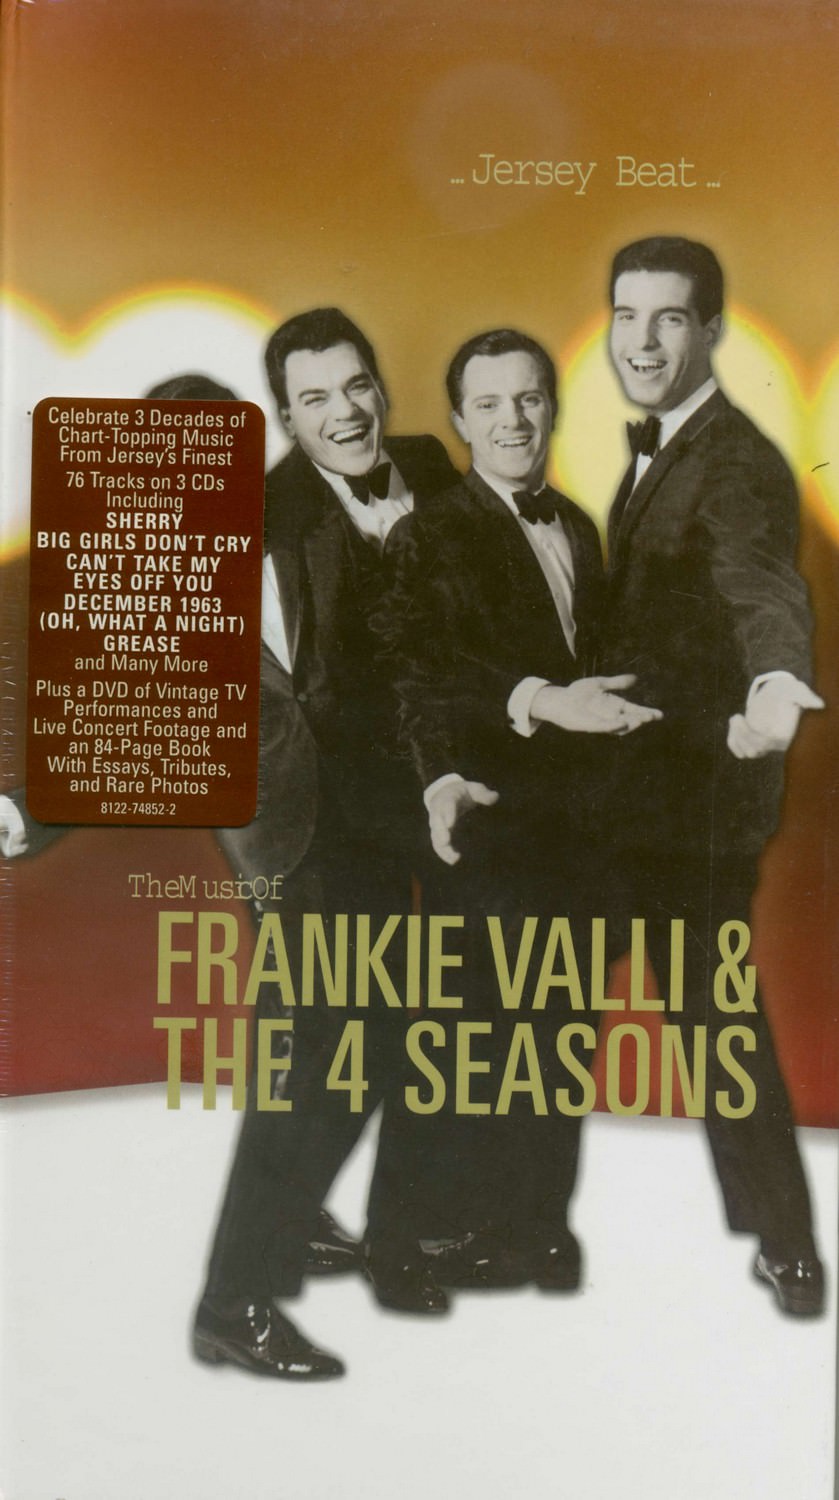 ... Jersey Beat ...
Celebrate 3 Decades of
Chart-Topping Music
From Jersey's Finest
76 Tracks on 3 CDs
Including
SHERRY
BIG GIRLS DON'T CRY
CAN'T TAKE MY
EYES OFF YOU
DECEMBER 1963
(OH, WHAT A NIGHT)
GREASE
and Many More
Plus a DVD of Vintage TV
Performances and
Live Concert Footage and
an 84-Page Book
With Essays, Tributes,
and Rare Photos
8122-74852-2
TheMusicOf
FRANKIE VALLI &
THE 4 SEASONS